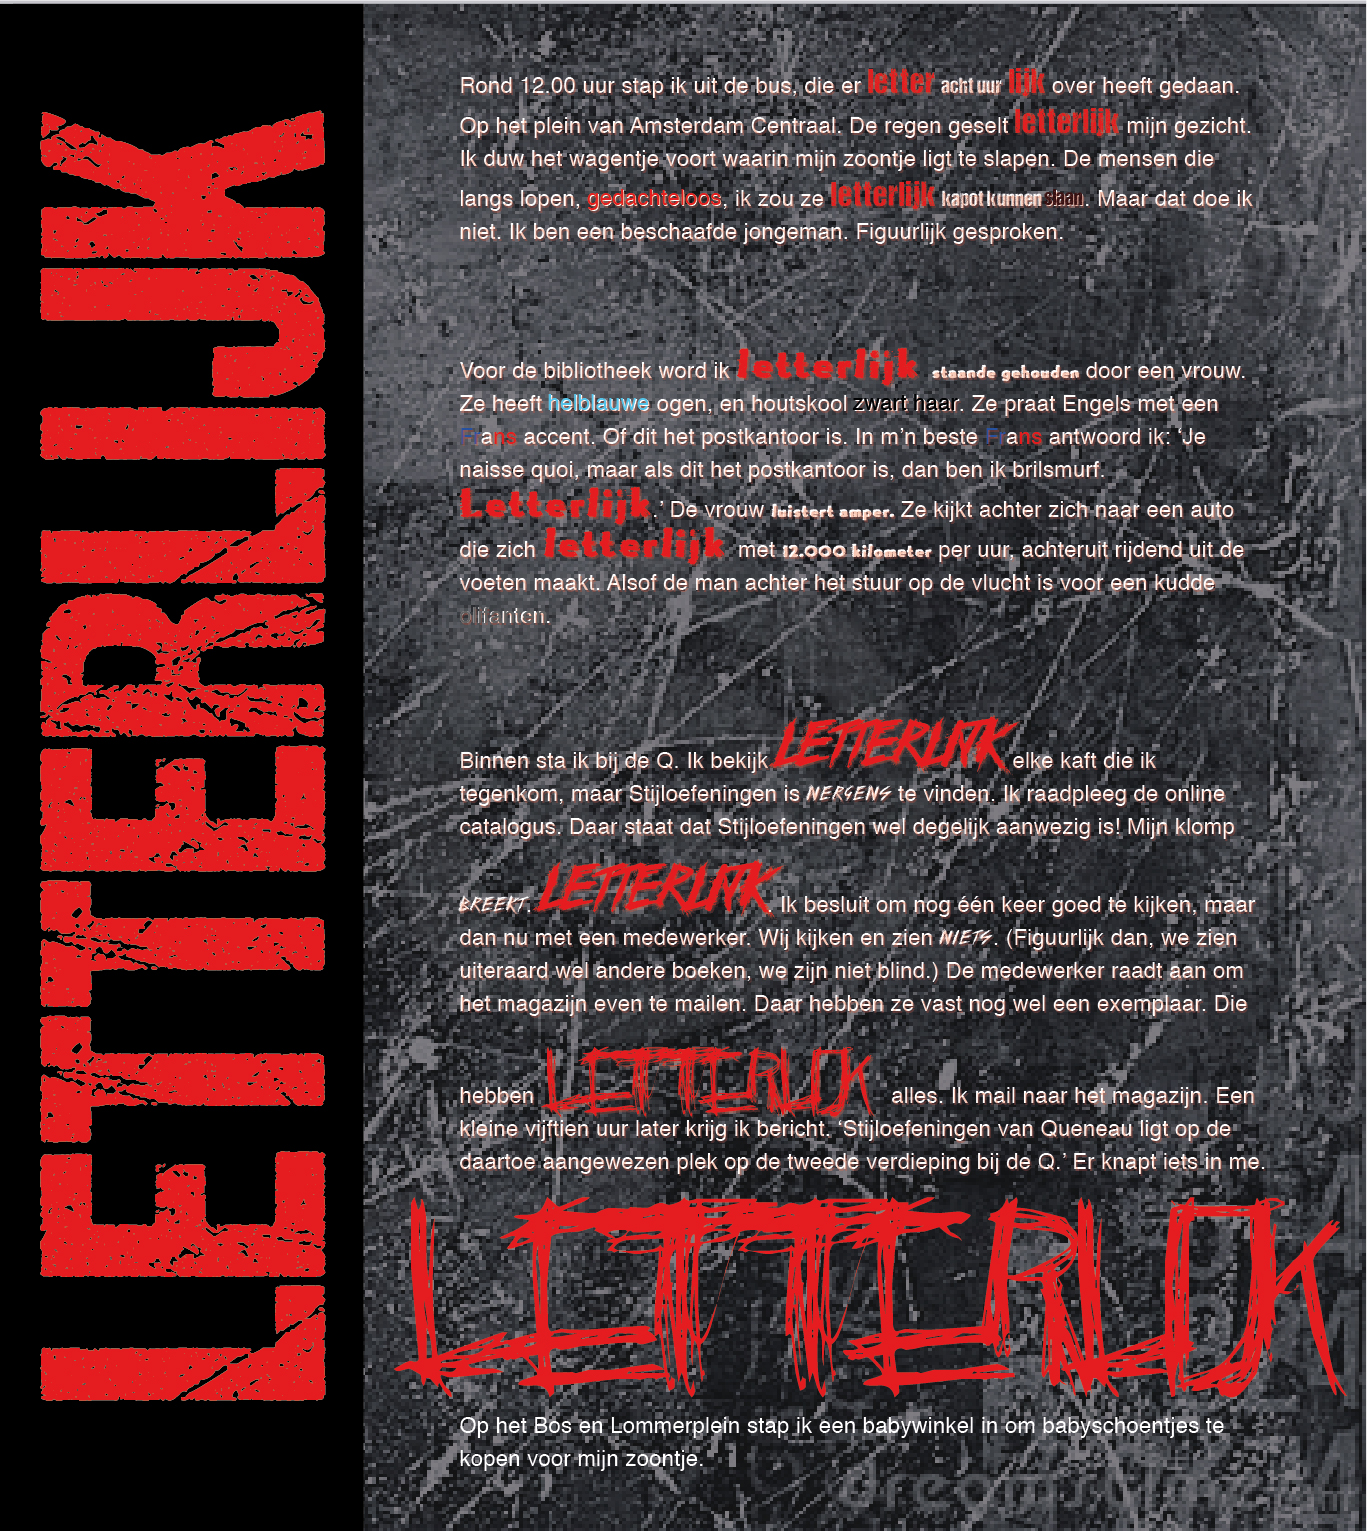 LETTERLIJK
Rond 12.00 uur stap ik uit de bus, die er letter acht uur lijk over heeft gedaan.
Op het plein van Amsterdam Centraal. De regen geselt letterlijk mijn gezicht.
Ik duw het wagentje voort waarin mijn zoontje ligt te slapen. De mensen die
langs lopen, gedachteloos, ik zou ze letterlijk kapot kunnen slaan. Maar dat doe ik
niet. Ik ben een beschaafde jongeman. Figuurlijk gesproken.
Voor de bibliotheek word ik letterlijk staande gehouden door een vrouw.
Ze heeft helblauwe ogen, en houtskool zwart haar. Ze praat Engels met een
Frans accent. Of dit het postkantoor is. In m’n beste Frans antwoord ik: ‘Je
naisse quoi, maar als dit het postkantoor is, dan ben ik brilsmurf.
Letterlijk.’ De vrouw luistert amper. Ze kijkt achter zich naar een auto
die zich letterlijk met 12.000 kilometer per uur, achteruit rijdend uit de
voeten maakt. Alsof de man achter het stuur op de vlucht is voor een kudde
olifanten.
Binnen sta ik bij de Q. Ik bekijk LETTERLIJK elke kaft die ik
tegenkom, maar Stijloefeningen is NERGENS te vinden. Ik raadpleeg de online
catalogus. Daar staat dat Stijloefeningen wel degelijk aanwezig is! Mijn klomp
BREEKT. LETTERLIJK. Ik besluit om nog één keer goed te kijken, maar
dan nu met een medewerker. Wij kijken en zien NIETS. (Figuurlijk dan, we zien
uiteraard wel andere boeken, we zijn niet blind.) De medewerker raadt aan om
het magazijn even te mailen. Daar hebben ze vast nog wel een exemplaar. Die
hebben LETTERLIJK alles. Ik mail naar het magazijn. Een
kleine vijftien uur later krijg ik bericht. ‘Stijloefeningen van Queneau ligt op de
daartoe aangewezen plek op de tweede verdieping bij de Q.’ Er knapt iets in me.
LETTERLIJK
Op het Bos en Lommerplein stap ik een babywinkel in om babyschoentjes te
kopen voor mijn zoontje.